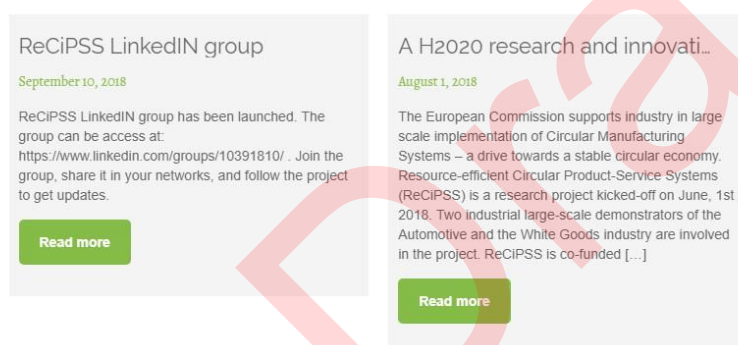 ReCiPSS LinkedIN group
September 10, 2018
ReCiPSS LinkedIN group has been launched. The
group can be access at:
https://www.linkedin.com/groups/10391810/ . Join the
group, share it in your networks, and follow the project
to get updates.
Read more
A H2020 research and innovati...
August 1, 2018
The European Commission supports industry in large
scale implementation of Circular Manufacturing
Systems – a drive towards a stable circular economy.
Resource-efficient Circular Product-Service Systems
(ReCiPSS) is a research project kicked-off on June, 1st
2018. Two industrial large-scale demonstrators of the
Automotive and the White Goods industry are involved
in the project. ReCiPSS is co-funded […]
Read more